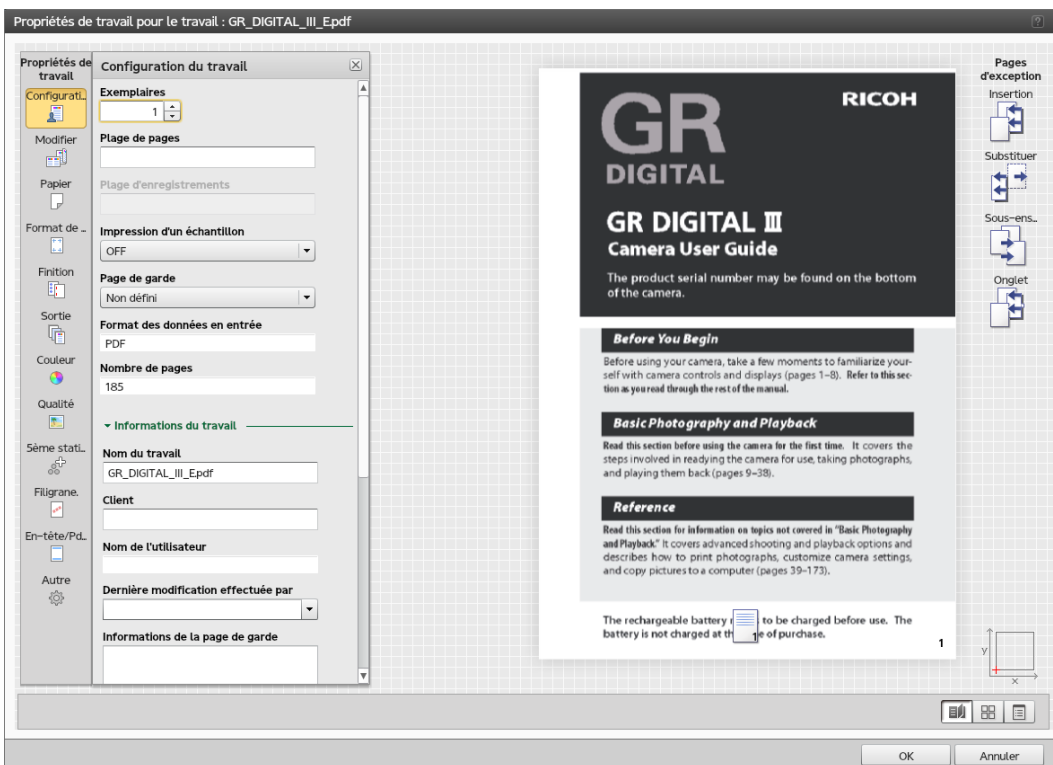 Propriétés de travail pour le travail : GR_DIGITAL_III_E.pdf
?
Propriétés de
travail
Configurati...
Modifier
Papier
Format de ...
Finition
Sortie
Couleur
Qualité
5ème stati...
Filigrane.
En-tête/Pd...
Autre
Configuration du travail
Exemplaires
1
Plage de pages
Plage d'enregistrements
Impression d'un échantillon
OFF
Page de garde
Non défini
Format des données en entrée
PDF
Nombre de pages
185
Informations du travail
Nom du travail
GR_DIGITAL_III_E.pdf
Client
Nom de l'utilisateur
Dernière modification effectuée par
Informations de la page de garde
RICOH
GR
DIGITAL
GR DIGITAL III
Camera User Guide
The product serial number may be found on the bottom
of the camera.
Before You Begin
Before using your camera, take a few moments to familiarize your-
self with camera controls and displays (pages 1–8). Refer to this sec-
tion as you read through the rest of the manual.
Basic Photography and Playback
Read this section before using the camera for the first time. It covers the
steps involved in readying the camera for use, taking photographs,
and playing them back (pages 9–38).
Reference
Read this section for information on topics not covered in "Basic Photography
and Playback." It covers advanced shooting and playback options and
describes how to print photographs, customize camera settings,
and copy pictures to a computer (pages 39–173).
The rechargeable battery to be charged before use. The
battery is not charged at of purchase.
1
1
Pages
d'exception
Insertion
Substituer
Sous-ens...
Onglet
y
x
OK
Annuler